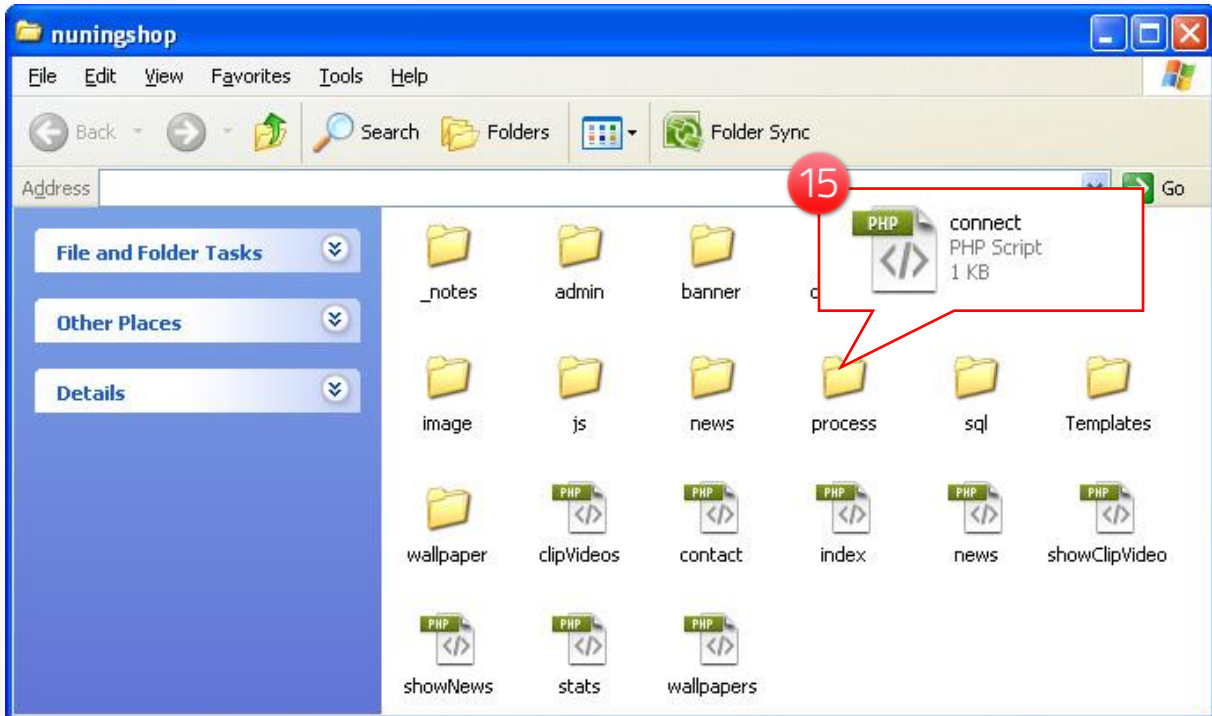 nuningshop
File Edit View Favorites Tools Help
Back Search Folders Folder Sync
Address Go
15
PHP connect
PHP Script
1 KB
File and Folder Tasks
Other Places
Details
_notes admin banner
image js news process sql Templates
PHP PHP PHP PHP PHP
wallpaper clipVideos contact index news showClipVideo
PHP PHP PHP
showNews stats wallpapers